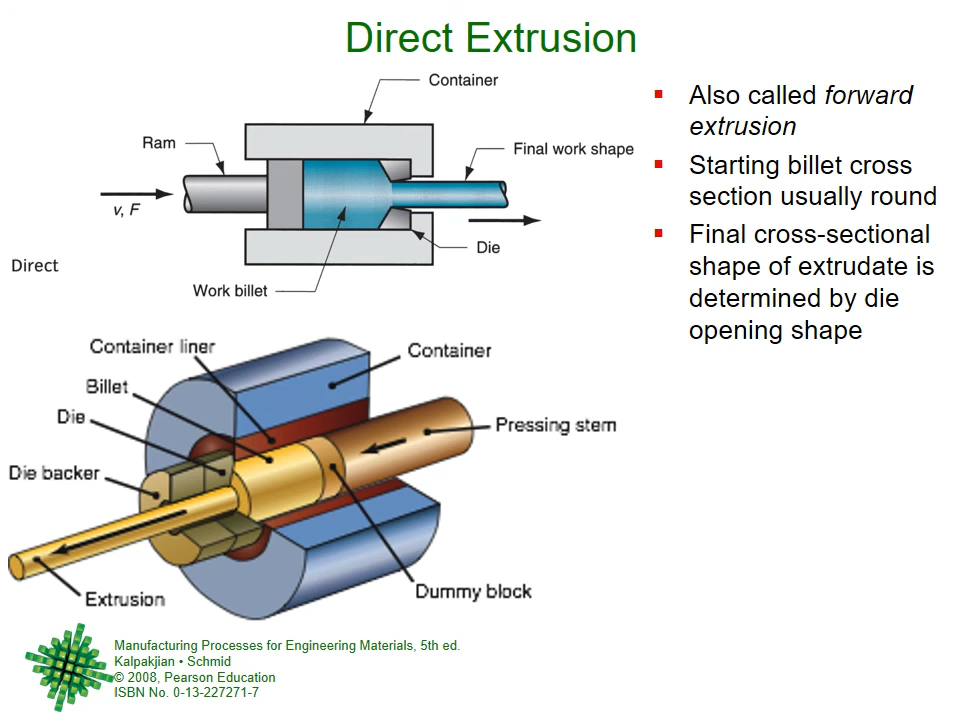 Direct Extrusion
Container
Ram
Final work shape
v, F
Die
Direct
Work billet
Also called forward
extrusion
Starting billet cross
section usually round
Final cross-sectional
shape of extrudate is
determined by die
opening shape
Container liner
Container
Billet
Die
Pressing stem
Die backer
Extrusion
Dummy block
Manufacturing Processes for Engineering Materials, 5th ed.
Kalpakjian • Schmid
© 2008, Pearson Education
ISBN No. 0-13-227271-7